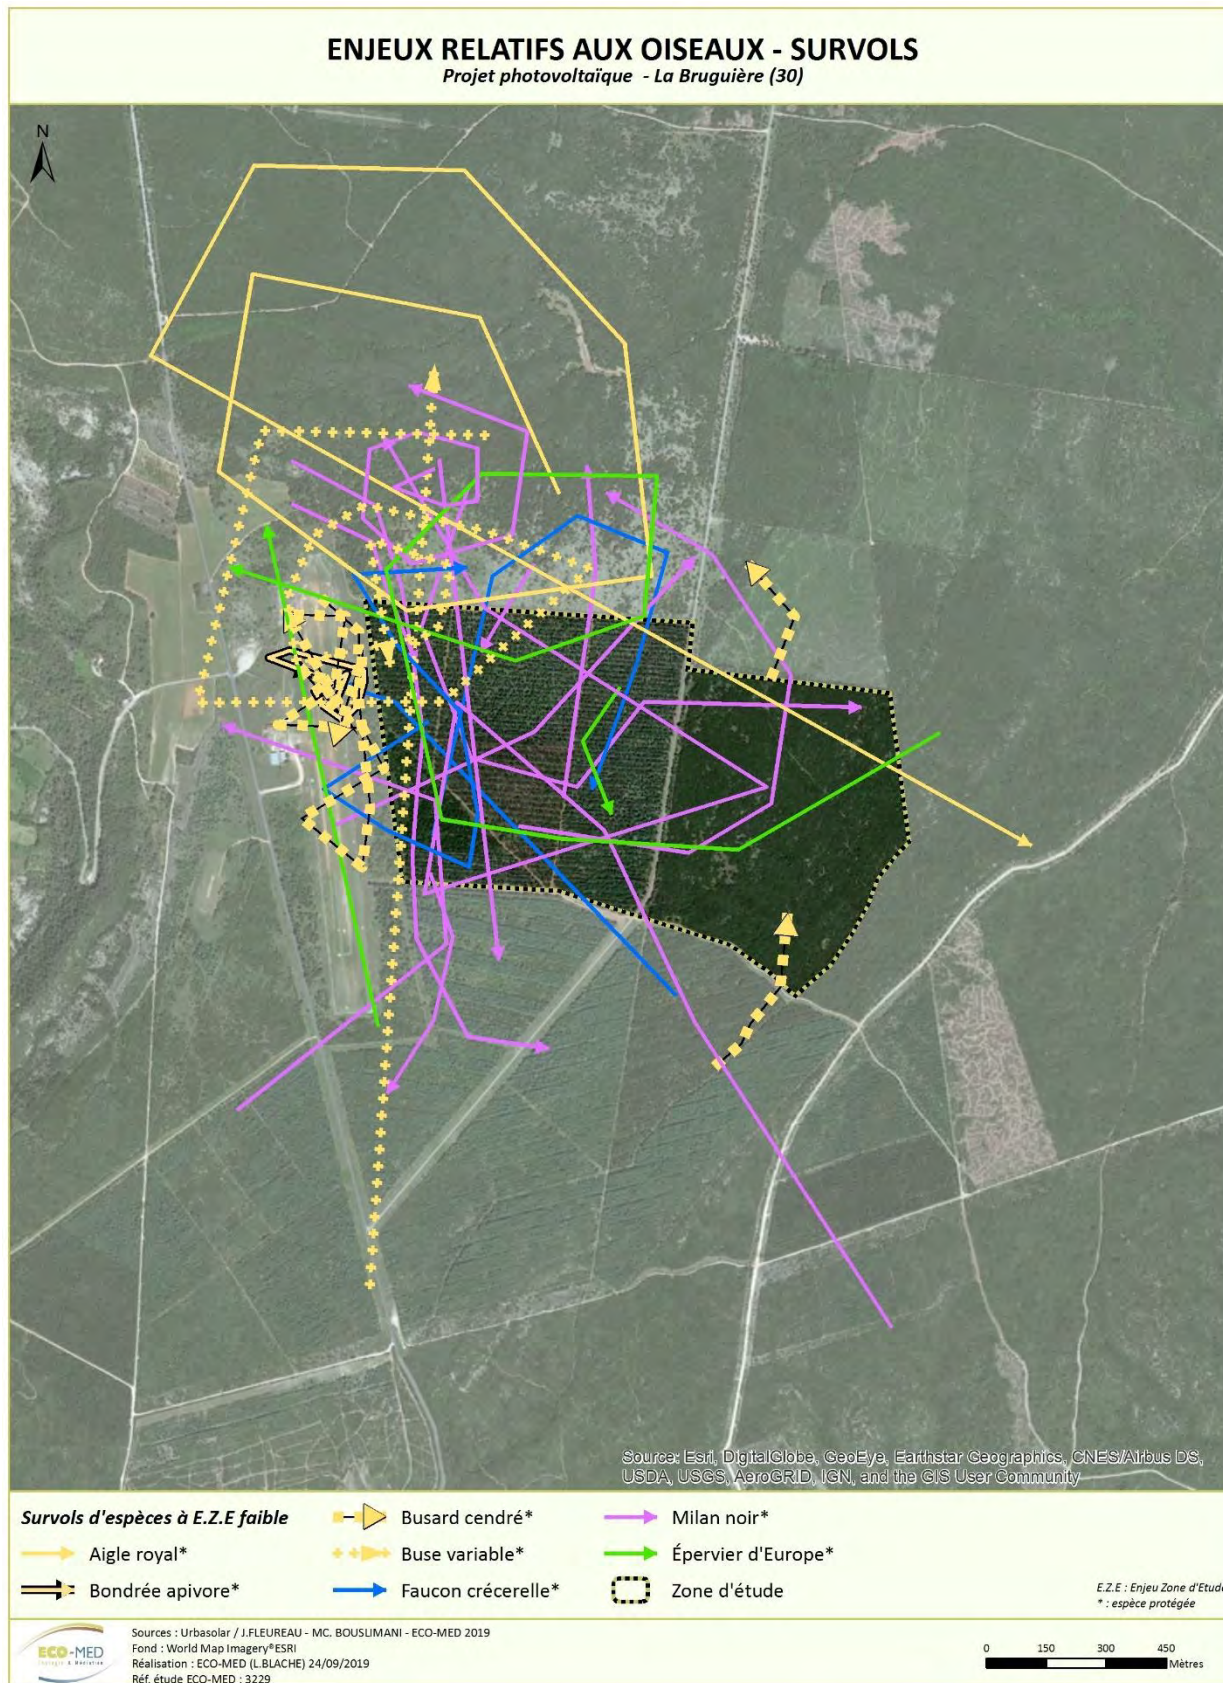 ENJEUX RELATIFS AUX OISEAUX - SURVOLS
Projet photovoltaïque - La Bruguière (30)
N
Source: Esri, DigitalGlobe, GeoEye, Earthstar Geographics, CNES/Airbus DS,
USDA, USGS, AeroGRID, IGN, and the GIS User Community
Survols d'espèces à E.Z.E faible
Aigle royal*
Bondrée apivore*
Busard cendré*
Buse variable*
Faucon crécerelle*
Milan noir*
Épervier d'Europe*
Zone d'étude
E.Z.E : Enjeu Zone d'Etude
* : espèce protégée
ECO-MED
Ecologie & Médiation
Sources : Urbasolar / J.FLEUREAU - MC. BOUSLIMANI - ECO-MED 2019
Fond : World Map Imagery®ESRI
Réalisation : ECO-MED (L.BLACHE) 24/09/2019
Réf. étude ECO-MED : 3229
0 150 300 450
Mètres